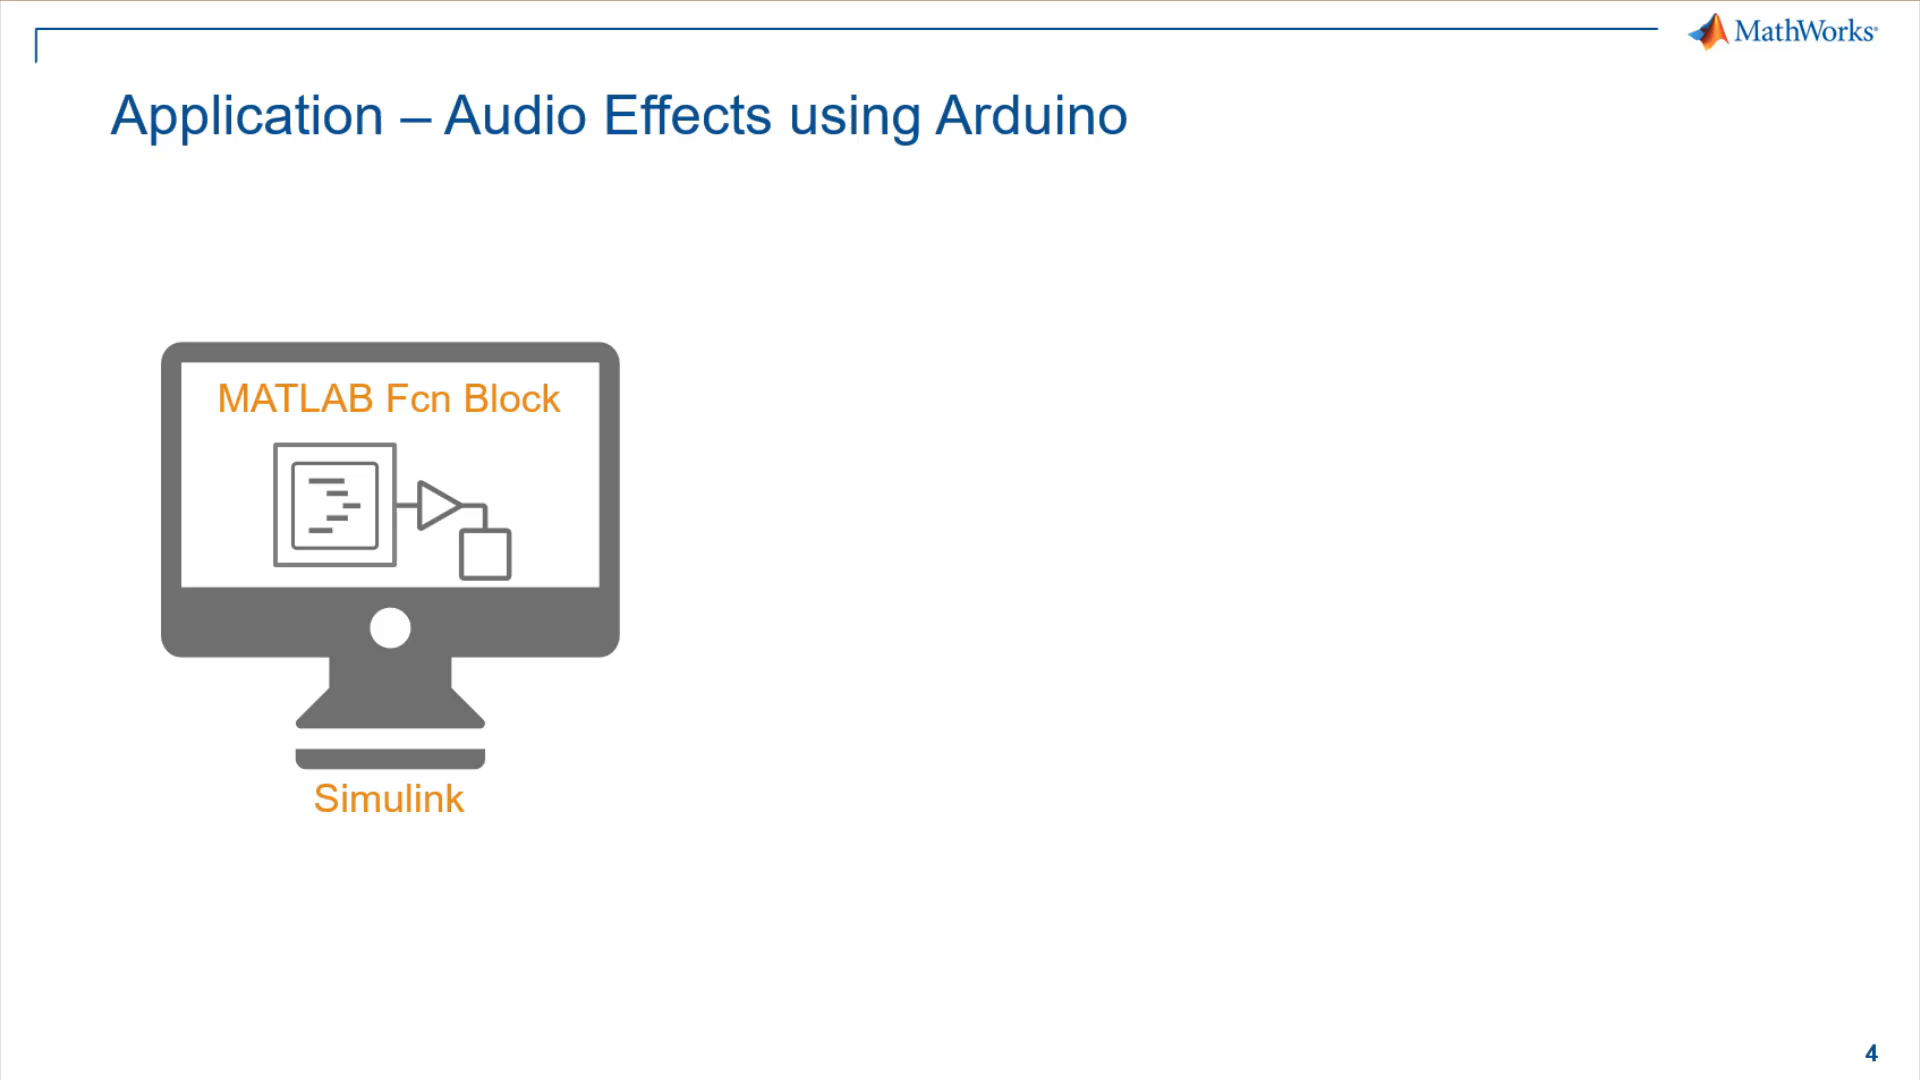 MathWorks®
Application – Audio Effects using Arduino
MATLAB Fcn Block
Simulink
4